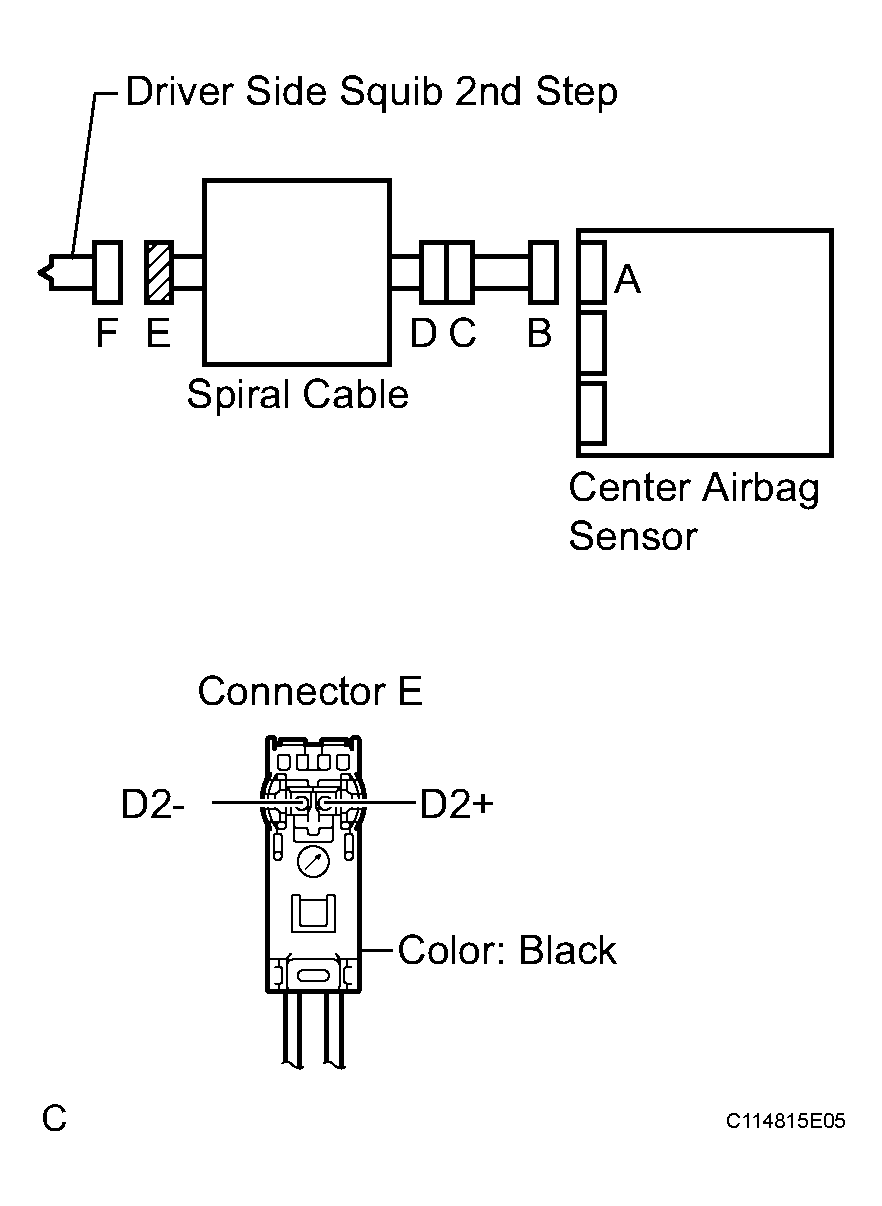 Driver Side Squib 2nd Step
A
F E D C B
Spiral Cable
Center Airbag
Sensor
Connector E
D2- D2+
Color: Black
C C114815E05